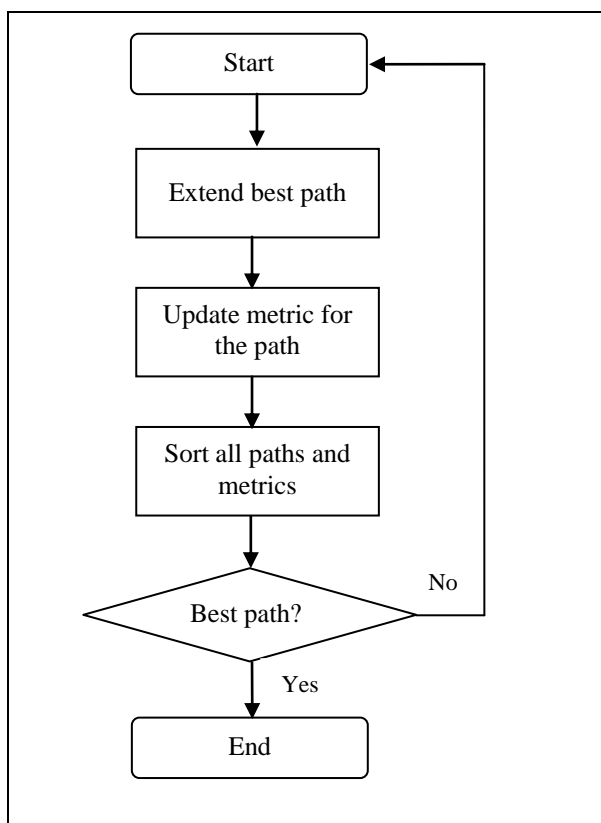 Start
Extend best path
Update metric for
the path
Sort all paths and
metrics
No
Best path?
Yes
End